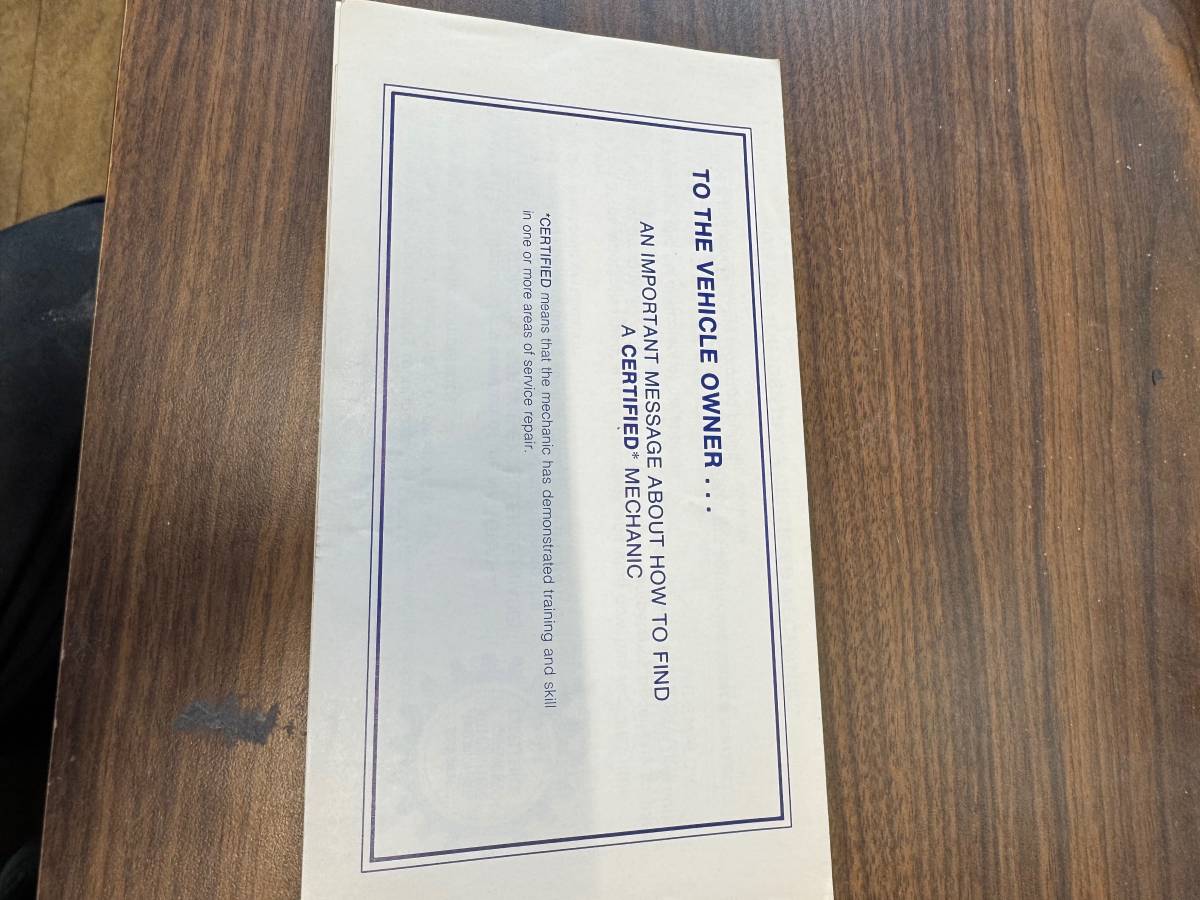 TO THE VEHICLE OWNER . . .
AN IMPORTANT MESSAGE ABOUT HOW TO FIND
A CERTIFIED* MECHANIC
*CERTIFIED means that the mechanic has demonstrated training and skill
in one or more areas of service repair.